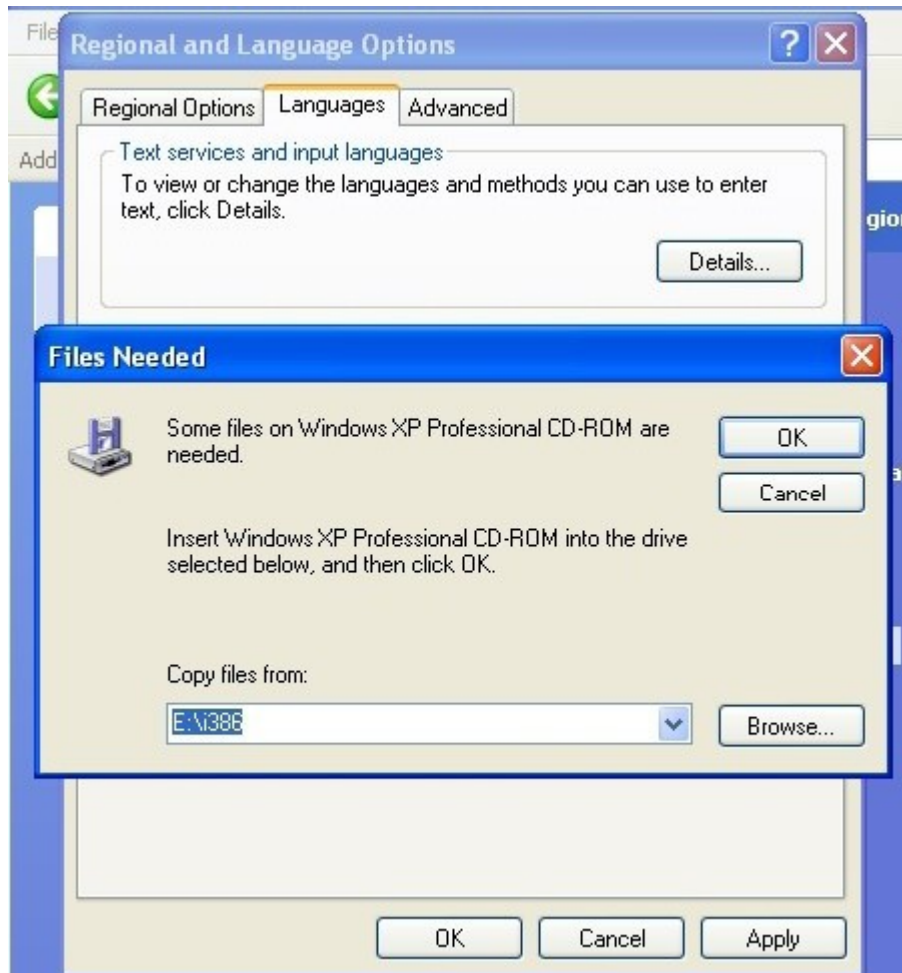 File
Regional and Language Options
Regional Options
Languages
Advanced
Add
Text services and input languages
To view or change the languages and methods you can use to enter
text, click Details.
Details...
Files Needed
Some files on Windows XP Professional CD-ROM are
needed.
OK
Cancel
Insert Windows XP Professional CD-ROM into the drive
selected below, and then click OK.
Copy files from:
E:\i386
Browse...
OK
Cancel
Apply